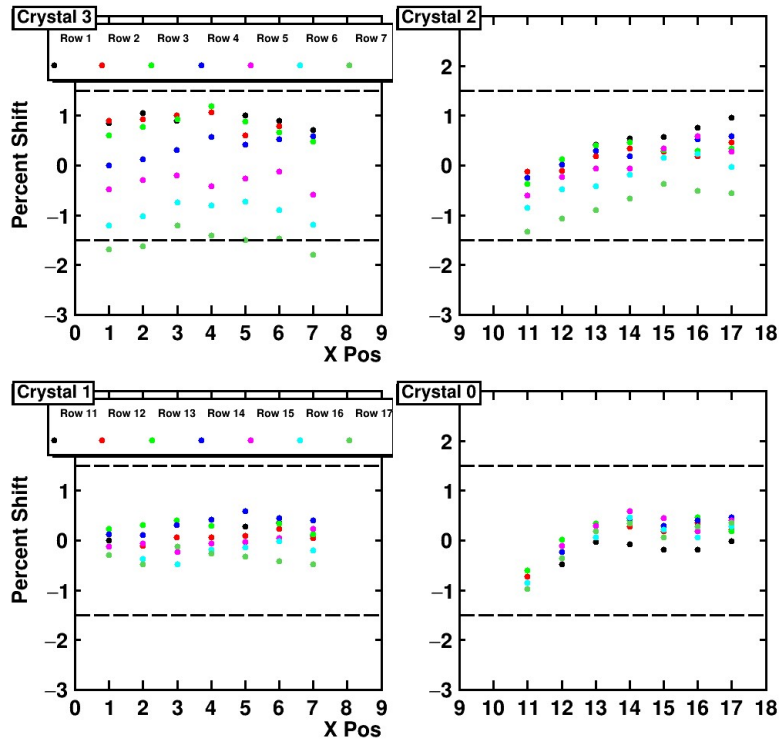 Crystal 3
Row 1 Row 2 Row 3 Row 4 Row 5 Row 6 Row 7
Percent Shift
1
0
−1
−2
−3
0 1 2 3 4 5 6 7 8 9
X Pos
Crystal 2
2
1
0
−1
−2
−3
9 10 11 12 13 14 15 16 17 18
Crystal 1
Row 11 Row 12 Row 13 Row 14 Row 15 Row 16 Row 17
Percent Shift
1
0
−1
−2
−3
0 1 2 3 4 5 6 7 8 9
X Pos
Crystal 0
2
1
0
−1
−2
−3
9 10 11 12 13 14 15 16 17 18